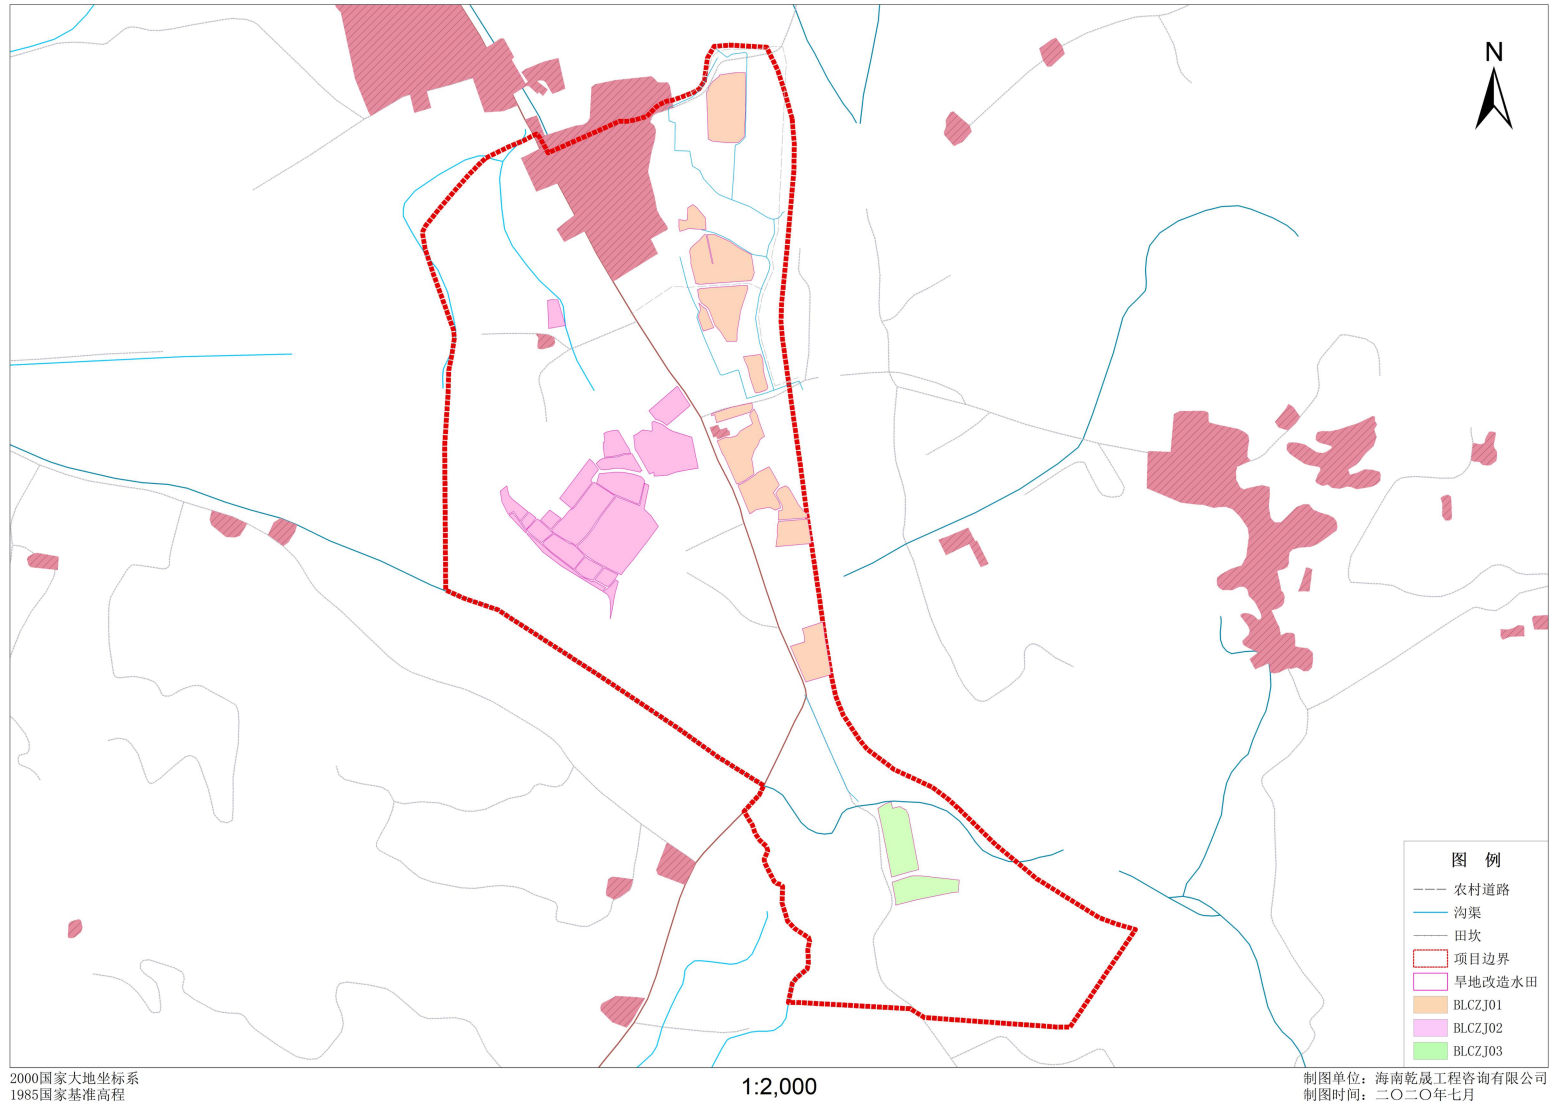 N
图 例
农村道路
沟渠
田坎
项目边界
旱地改造水田
BLCZJ01
BLCZJ02
BLCZJ03
2000国家大地坐标系
1985国家基准高程
1:2,000
制图单位：海南乾晟工程咨询有限公司
制图时间：二〇二〇年七月